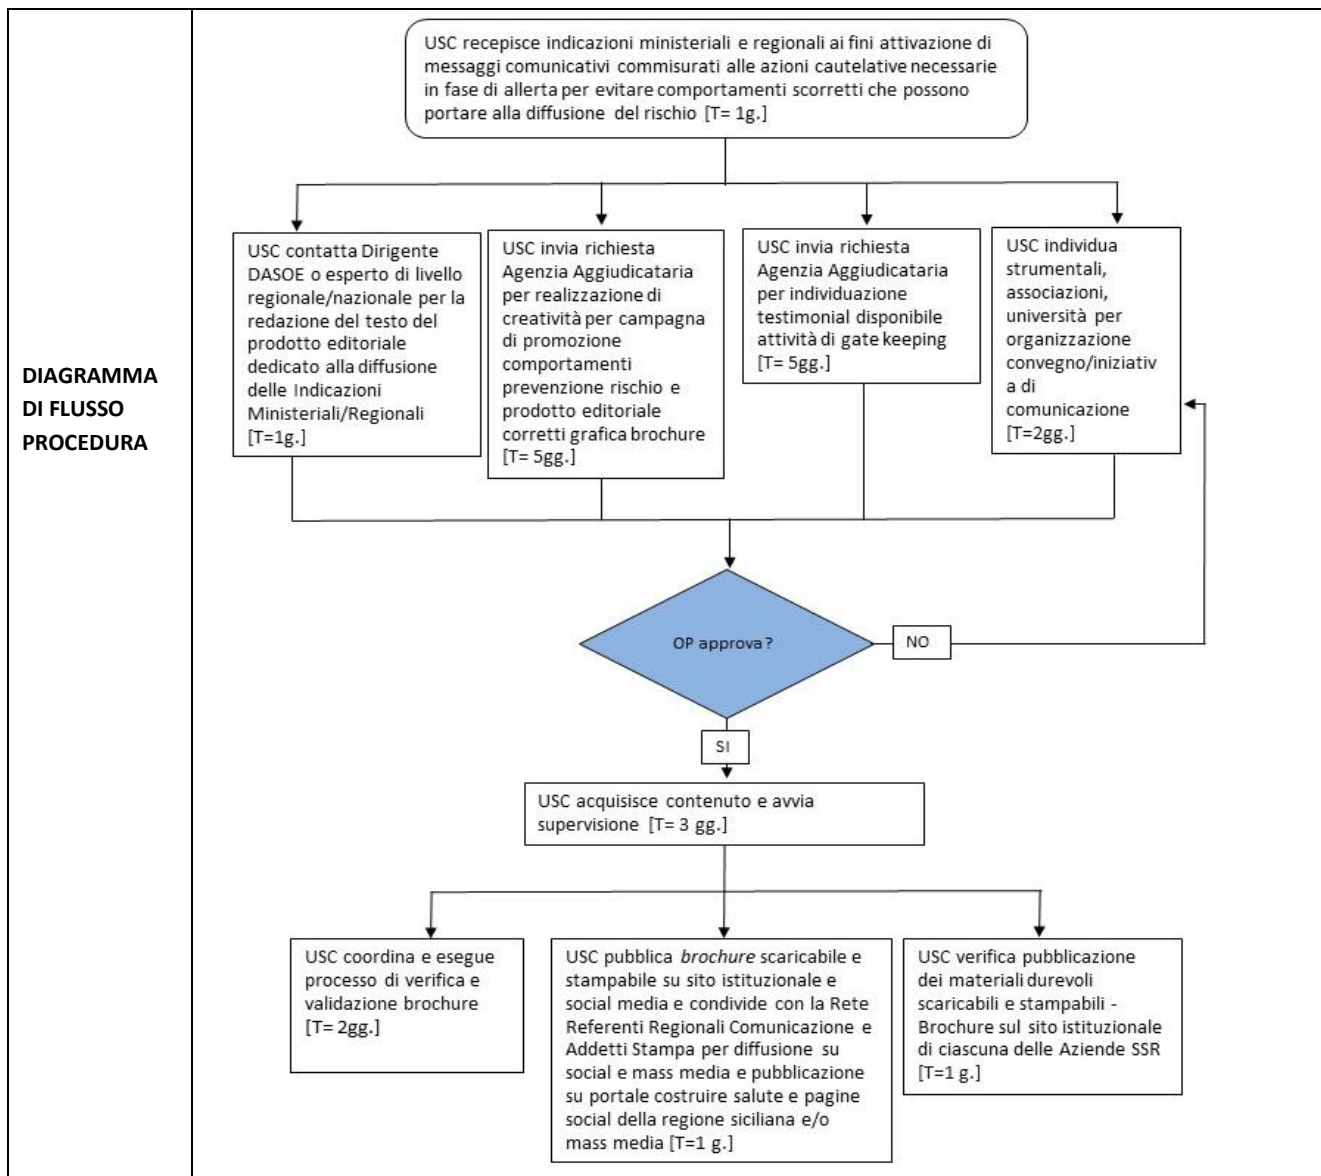 DIAGRAMMA
DI FLUSSO
PROCEDURA
USC recepisce indicazioni ministeriali e regionali ai fini attivazione di
messaggi comunicativi commisurati alle azioni cautelative necessarie
in fase di allerta per evitare comportamenti scorretti che possono
portare alla diffusione del rischio [T= 1g.]
USC contatta Dirigente
DASOE o esperto di livello
regionale/nazionale per la
redazione del testo del
prodotto editoriale
dedicato alla diffusione
delle Indicazioni
Ministeriali/Regionali
[T=1g.]
USC invia richiesta
Agenzia Aggiudicataria
per realizzazione di
creatività per campagna
di promozione
comportamenti
prevenzione rischio e
prodotto editoriale
corretti grafica brochure
[T= 5gg.]
USC invia richiesta
Agenzia Aggiudicataria
per individuazione
testimonial disponibile
attività di gate keeping
[T= 5gg.]
USC individua
strumentali,
associazioni,
università per
organizzazione
convegno/iniziativ
a di
comunicazione
[T=2gg.]
OP approva?
NO
SI
USC acquisisce contenuto e avvia
supervisione [T= 3 gg.]
USC coordina e esegue
processo di verifica e
validazione brochure
[T= 2gg.]
USC pubblica brochure scaricabile e
stampabile su sito istituzionale e
social media e condivide con la Rete
Referenti Regionali Comunicazione e
Addetti Stampa per diffusione su
social e mass media e pubblicazione
su portale costruire salute e pagine
social della regione siciliana e/o
mass media [T=1 g.]
USC verifica pubblicazione
dei materiali durevoli
scaricabili e stampabili -
Brochure sul sito istituzionale
di ciascuna delle Aziende SSR
[T=1 g.]